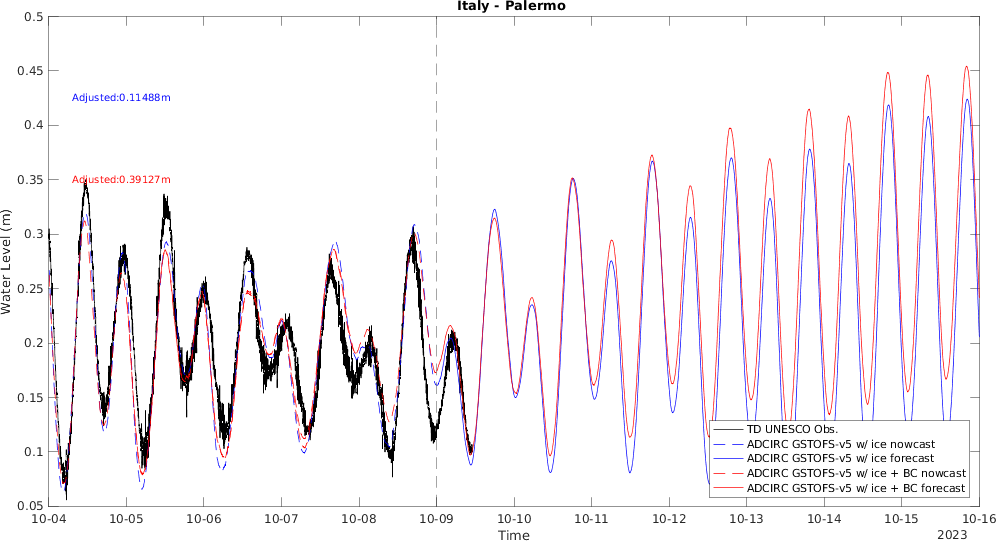 Italy - Palermo
0.5
0.45
0.4
0.35
0.3
0.25
0.2
0.15
0.1
0.05
Water Level (m)
Adjusted:0.11488m
Adjusted:0.39127m
TD UNESCO Obs.
ADCIRC GSTOFS-v5 w/ ice nowcast
ADCIRC GSTOFS-v5 w/ ice forecast
ADCIRC GSTOFS-v5 w/ ice + BC nowcast
ADCIRC GSTOFS-v5 w/ ice + BC forecast
10-04 10-05 10-06 10-07 10-08 10-09 10-10 10-11 10-12 10-13 10-14 10-15 10-16
Time
2023